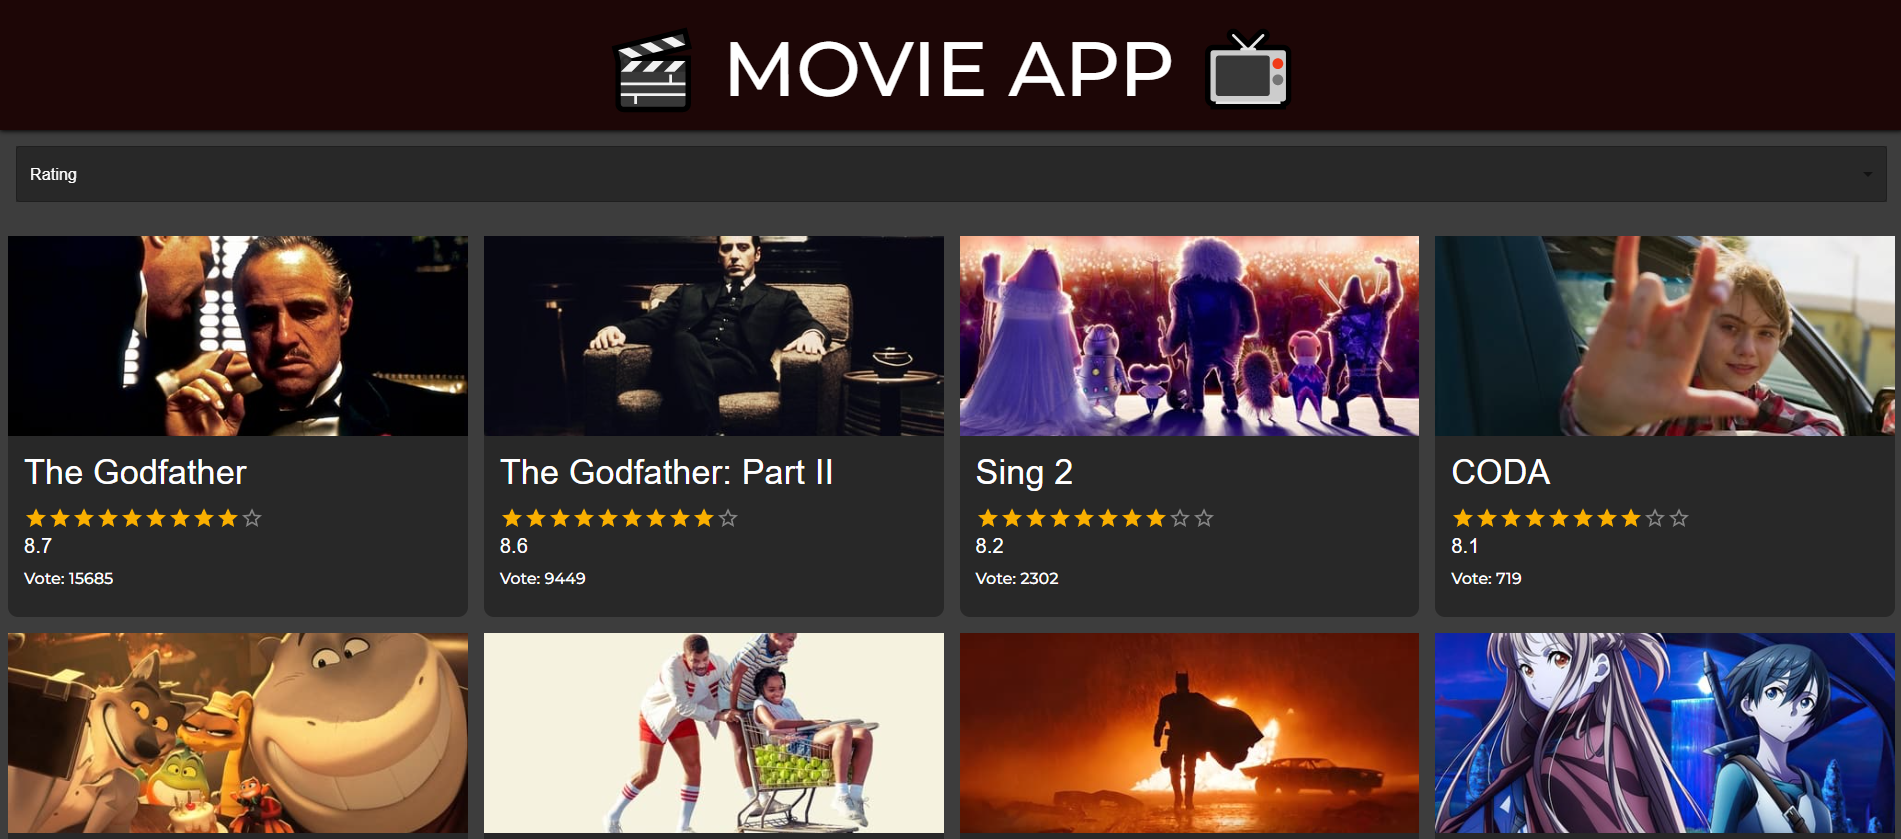 MOVIE APP
Rating
The Godfather
8.7
Vote: 15685
The Godfather: Part II
8.6
Vote: 9449
Sing 2
8.2
Vote: 2302
CODA
8.1
Vote: 719